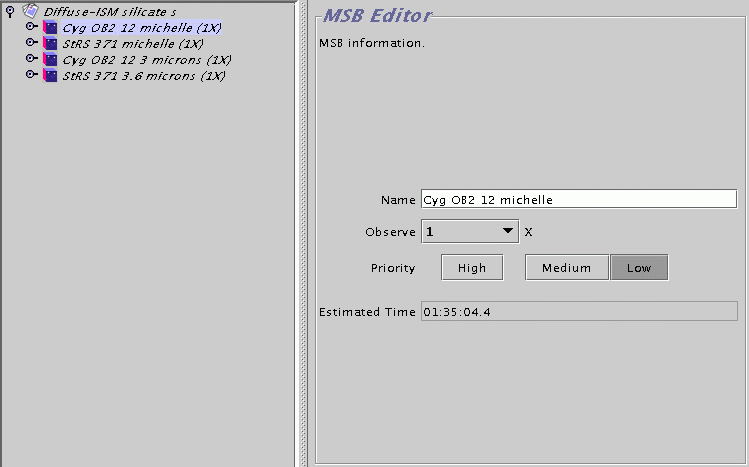 Diffuse-ISM silicate s
Cyg OB2 12 michelle (1X)
StRS 371 michelle (1X)
Cyg OB2 12 3 microns (1X)
StRS 371 3.6 microns (1X)
MSB Editor
MSB information.
Name Cyg OB2 12 michelle
Observe 1 X
Priority High Medium Low
Estimated Time 01:35:04.4